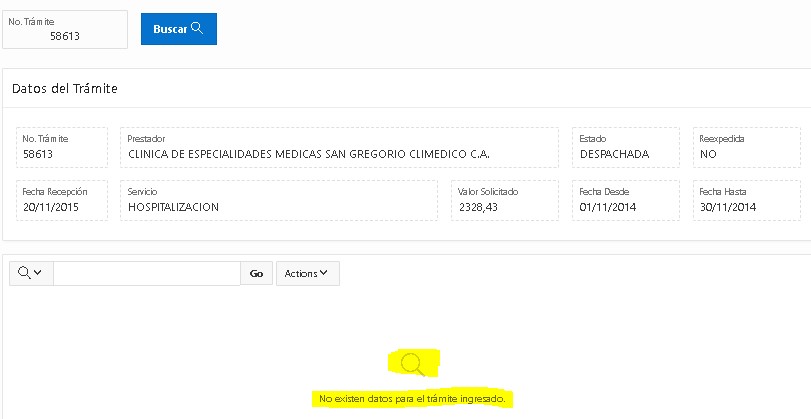 No. Trámite
58613
Buscar
Datos del Trámite
No. Trámite
58613
Prestador
CLINICA DE ESPECIALIDADES MEDICAS SAN GREGORIO CLIMEDICO C.A.
Estado
DESPACHADA
Reexpedida
NO
Fecha Recepción
20/11/2015
Servicio
HOSPITALIZACION
Valor Solicitado
2328,43
Fecha Desde
01/11/2014
Fecha Hasta
30/11/2014
Go
Actions
No existen datos para el trámite ingresado.